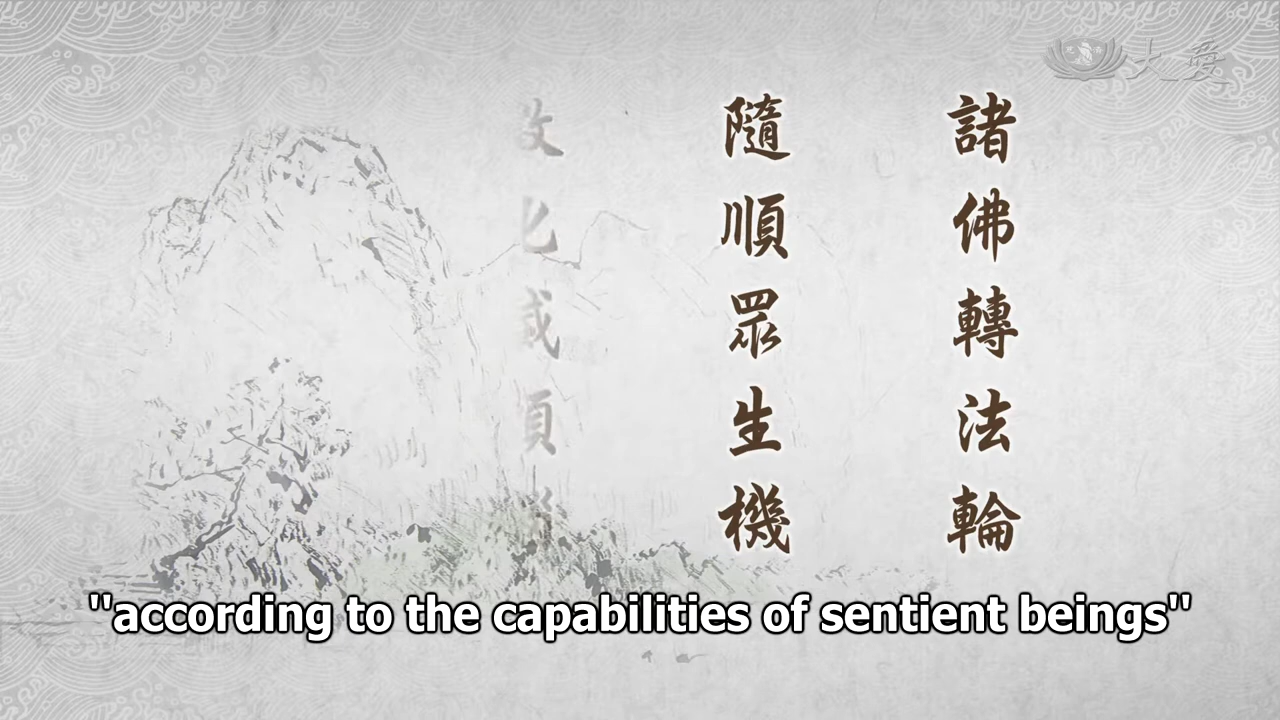 大愛
諸佛轉法輪
隨順眾生機
"according to the capabilities of sentient beings"